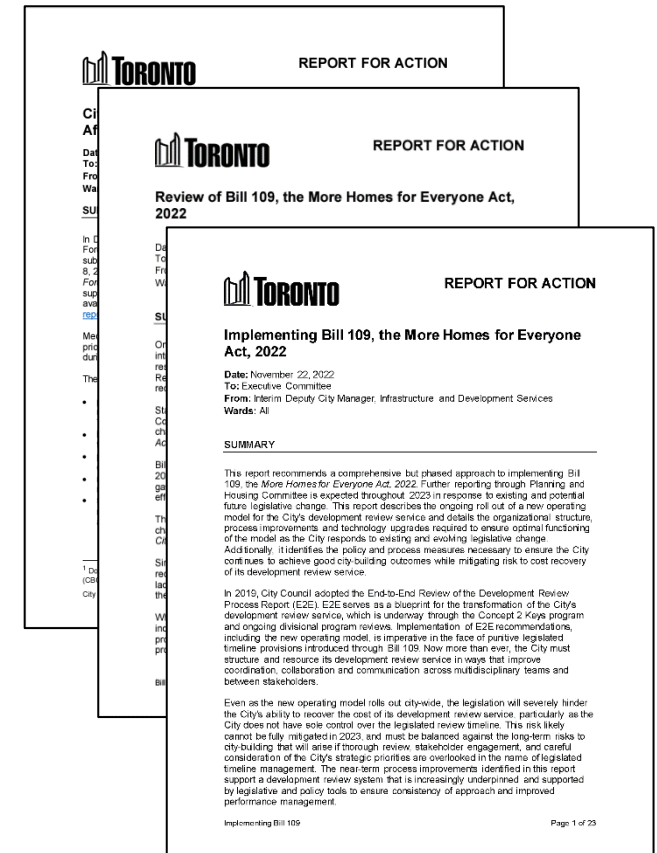 TORONTO
REPORT FOR ACTION
Ci
Af
Dat
To:
Fro
Wa
SU
In D
For
sub
8, 2
For
sup
ava
rep
Mee
pric
duri
The
•
•
•
•
•
1 Do
(CBC
City
TORONTO
REPORT FOR ACTION
Review of Bill 109, the More Homes for Everyone Act,
2022
Da
To
Fro
Wa
SU
On
inte
res
Re
rec
Sta
Co
cha
Ac
Bill
20
gar
effe
Th
cha
Cit
Sin
rec
lac
the
Wh
inc
pro
pro
Bill
TORONTO
REPORT FOR ACTION
Implementing Bill 109, the More Homes for Everyone
Act, 2022
Date: November 22, 2022
To: Executive Committee
From: Interim Deputy City Manager, Infrastructure and Development Services
Wards: All
SUMMARY
This report recommends a comprehensive but phased approach to implementing Bill
109, the More Homes for Everyone Act, 2022. Further reporting through Planning and
Housing Committee is expected throughout 2023 in response to existing and potential
future legislative change. This report describes the ongoing roll out of a new operating
model for the City's development review service and details the organizational structure,
process improvements and technology upgrades required to ensure optimal functioning
of the model as the City responds to existing and evolving legislative change.
Additionally, it identifies the policy and process measures necessary to ensure the City
continues to achieve good city-building outcomes while mitigating risk to cost recovery
of its development review service.
In 2019, City Council adopted the End-to-End Review of the Development Review
Process Report (E2E). E2E serves as a blueprint for the transformation of the City's
development review service, which is underway through the Concept 2 Keys program
and ongoing divisional program reviews. Implementation of E2E recommendations,
including the new operating model, is imperative in the face of punitive legislated
timeline provisions introduced through Bill 109. Now more than ever, the City must
structure and resource its development review service in ways that improve
coordination, collaboration and communication across multidisciplinary teams and
between stakeholders.
Even as the new operating model rolls out city-wide, the legislation will severely hinder
the City's ability to recover the cost of its development review service, particularly as the
City does not have sole control over the legislated review timeline. This risk likely
cannot be fully mitigated in 2023, and must be balanced against the long-term risks to
city-building that will arise if thorough review, stakeholder engagement, and careful
consideration of the City's strategic priorities are overlooked in the name of legislated
timeline management. The near-term process improvements identified in this report
support a development review system that is increasingly underpinned and supported
by legislative and policy tools to ensure consistency of approach and improved
performance management.
Implementing Bill 109
Page 1 of 23